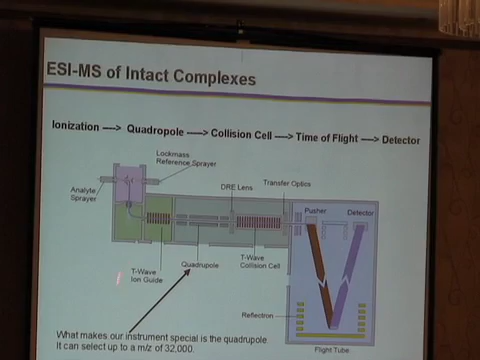 ESI-MS of Intact Complexes
Ionization ----> Quadropole ----> Collision Cell ----> Time of Flight ----> Detector
Lockmass
Reference Sprayer
Analyte
Sprayer
DRE Lens
Transfer Optics
Pusher
Detector
T-Wave
Ion Guide
Quadrupole
T-Wave
Collision Cell
Reflectron
Flight Tube
What makes our instrument special is the quadropole
It can select up to a m/z of 32,000.